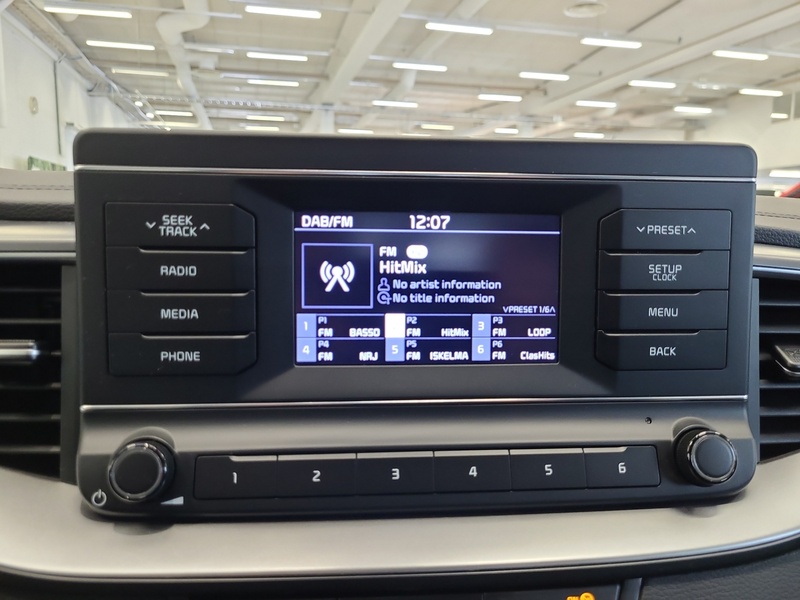 SEEK
TRACK
RADIO
MEDIA
PHONE
DAB/FM 12:07
FM
HitMix
No artist information
No title information
PRESET 1/6
1 P1 FM BASSO
P2 FM HitMix
3 P3 FM LOOP
4 P4 FM NRJ
5 P5 FM ISKELMA
6 P6 FM ClasHits
PRESET
SETUP
CLOCK
MENU
BACK
1 2 3 4 5 6